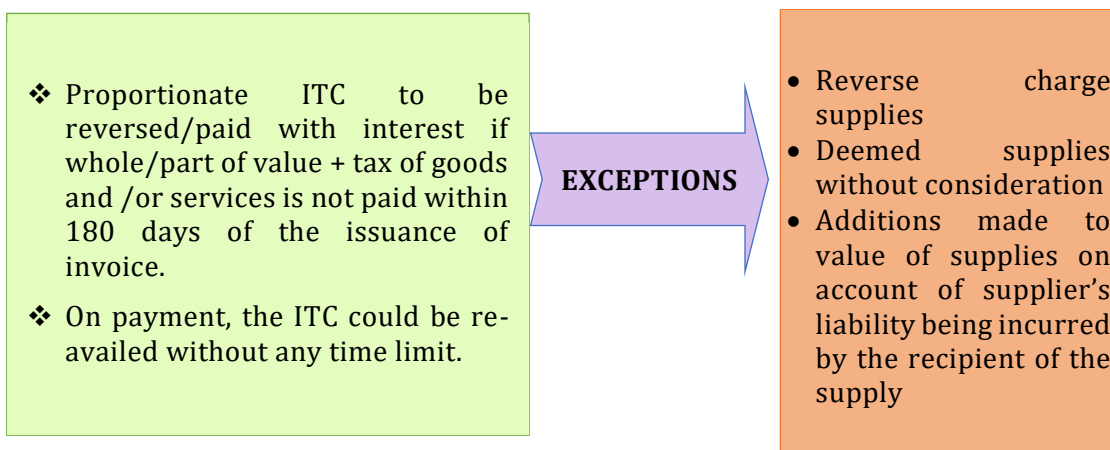 ❖ Proportionate ITC to be
reversed/paid with interest if
whole/part of value + tax of goods
and /or services is not paid within
180 days of the issuance of
invoice.
❖ On payment, the ITC could be re-
availed without any time limit.
EXCEPTIONS
• Reverse charge
supplies
• Deemed supplies
without consideration
• Additions made to
value of supplies on
account of supplier’s
liability being incurred
by the recipient of the
supply